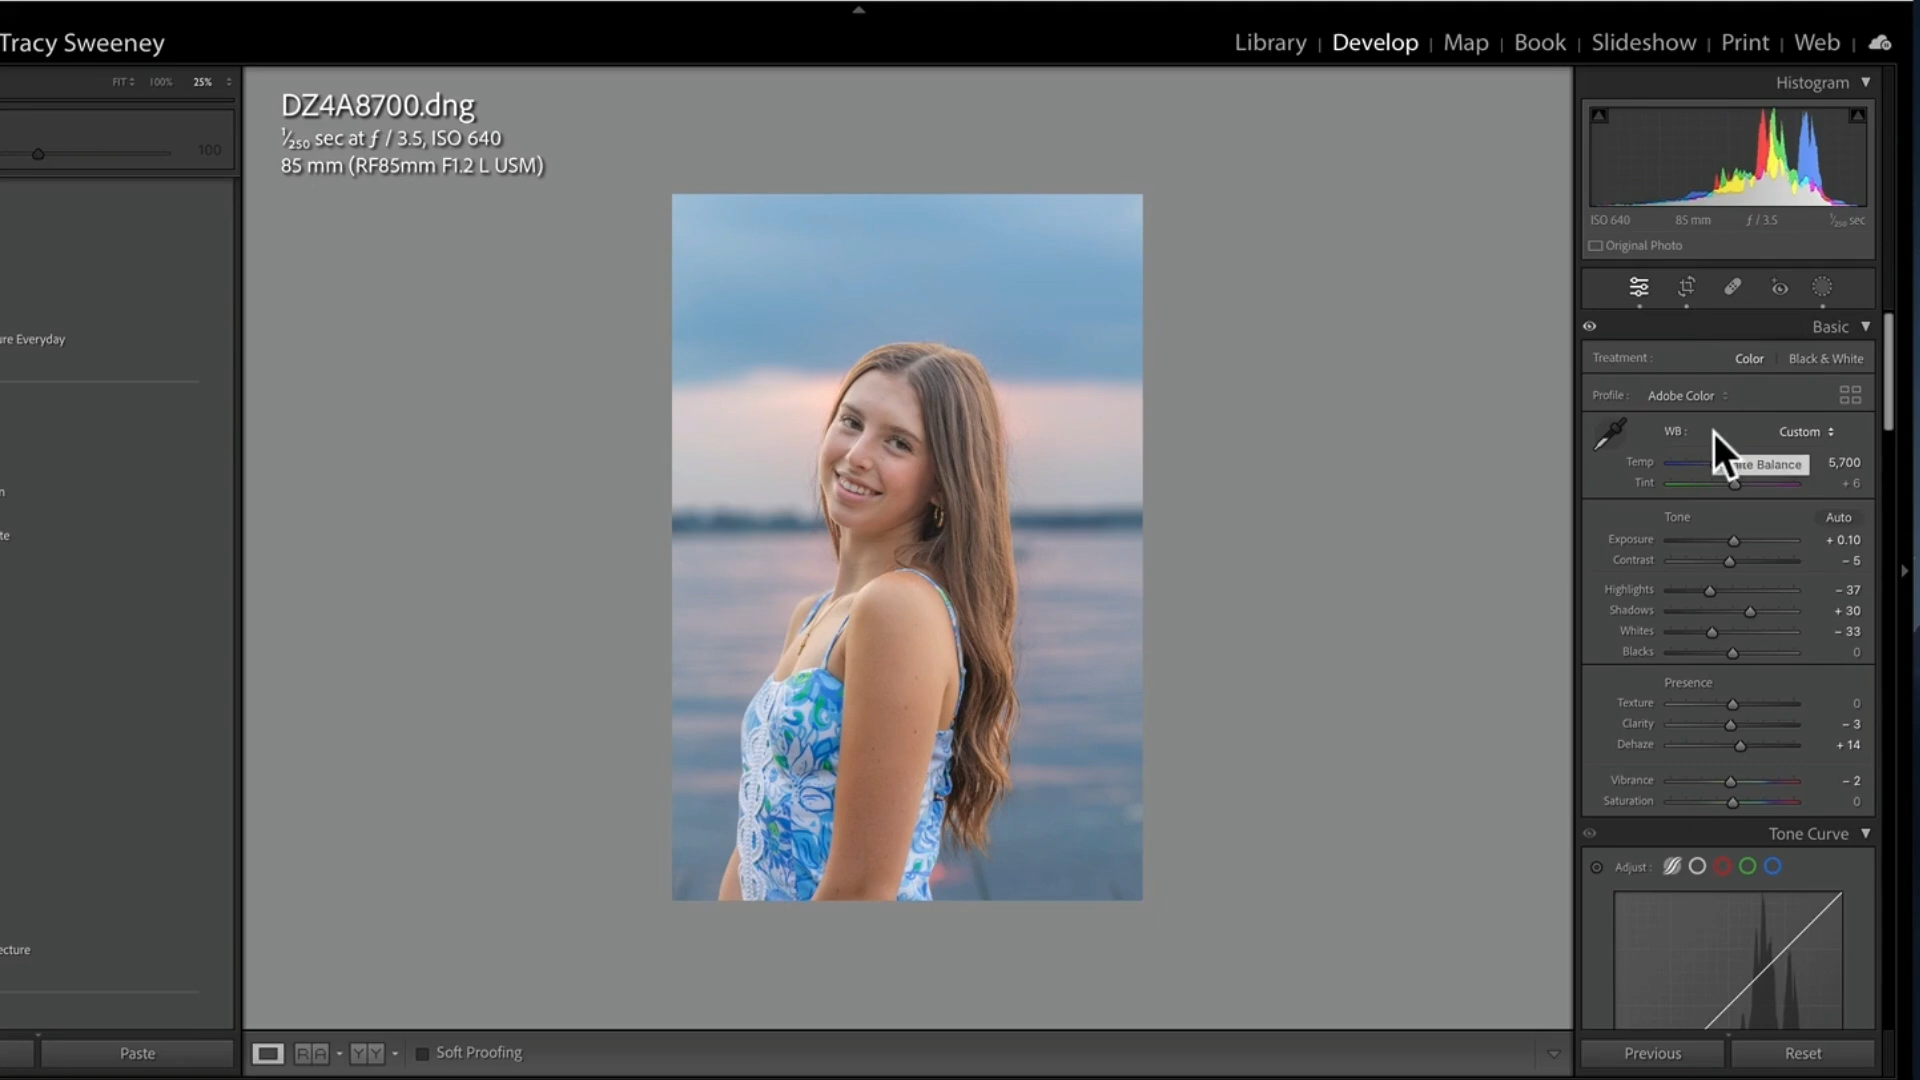 Tracy Sweeney
Library | Develop | Map | Book | Slideshow | Print | Web
FIT 100% 25%
100
DZ4A8700.dng
1/250 sec at ƒ / 3.5, ISO 640
85 mm (RF85mm F1.2 L USM)
Histogram
ISO 640 85 mm ƒ / 3.5 1/250 sec
Original Photo
Basic
Treatment : Color Black & White
Profile : Adobe Color
WB : Custom
Balance
Temp 5,700
Tint + 6
Tone Auto
Exposure + 0.10
Contrast – 5
Highlights – 37
Shadows + 30
Whites – 33
Blacks 0
Presence
Texture 0
Clarity – 3
Dehaze + 14
Vibrance – 2
Saturation 0
Tone Curve
Adjust :
Everyday
Paste
RA YY Soft Proofing
Previous Reset